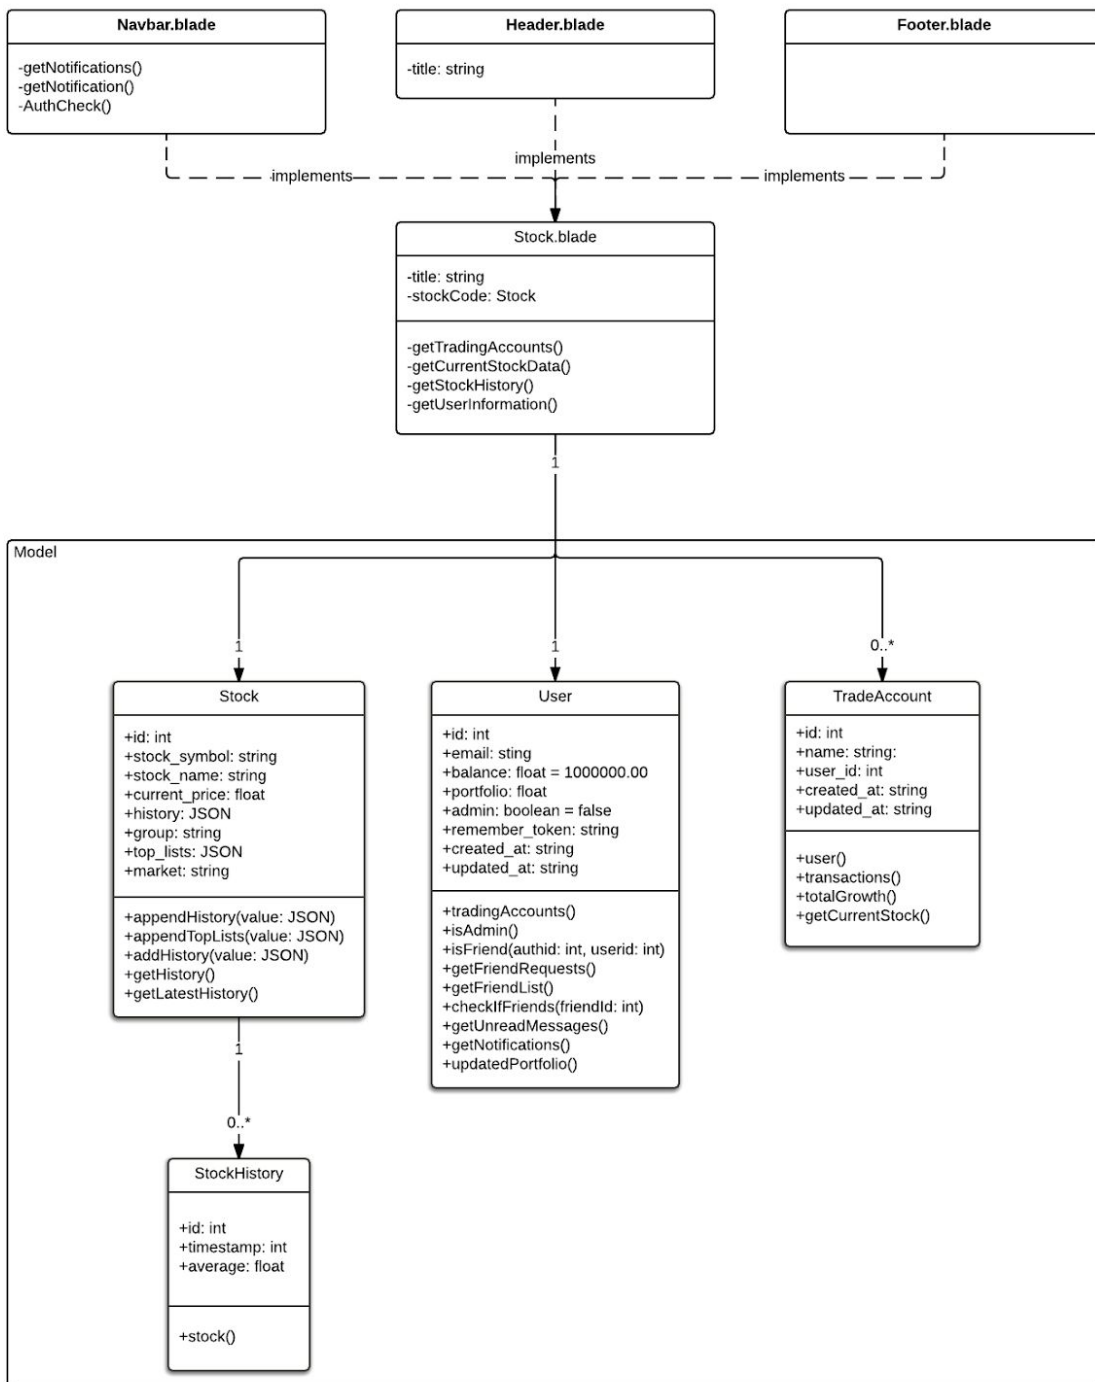 Navbar.blade
-getNotifications()
-getNotification()
-AuthCheck()
Header.blade
-title: string
Footer.blade
implements
implements
implements
Stock.blade
-title: string
-stockCode: Stock
-getTradingAccounts()
-getCurrentStockData()
-getStockHistory()
-getUserInformation()
1
Model
1
1
0..*
Stock
+id: int
+stock_symbol: string
+stock_name: string
+current_price: float
+history: JSON
+group: string
+top_lists: JSON
+market: string
+appendHistory(value: JSON)
+appendTopLists(value: JSON)
+addHistory(value: JSON)
+getHistory()
+getLatestHistory()
User
+id: int
+email: sting
+balance: float = 1000000.00
+portfolio: float
+admin: boolean = false
+remember_token: string
+created_at: string
+updated_at: string
+tradingAccounts()
+isAdmin()
+isFriend(authid: int, userid: int)
+getFriendRequests()
+getFriendList()
+checkIfFriends(friendId: int)
+getUnreadMessages()
+getNotifications()
+updatedPortfolio()
TradeAccount
+id: int
+name: string:
+user_id: int
+created_at: string
+updated_at: string
+user()
+transactions()
+totalGrowth()
+getCurrentStock()
1
0..*
StockHistory
+id: int
+timestamp: int
+average: float
+stock()